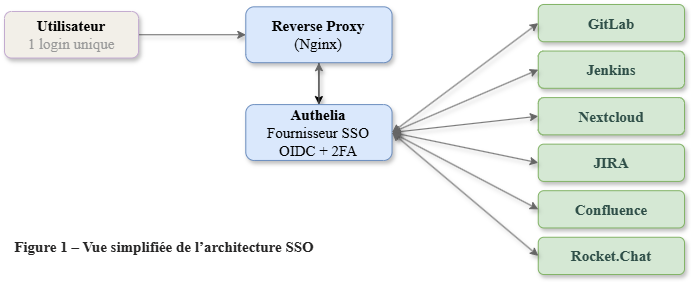 Utilisateur
1 login unique
Reverse Proxy
(Nginx)
Authelia
Fournisseur SSO
OIDC + 2FA
GitLab
Jenkins
Nextcloud
JIRA
Confluence
Rocket.Chat
Figure 1 – Vue simplifiée de l’architecture SSO